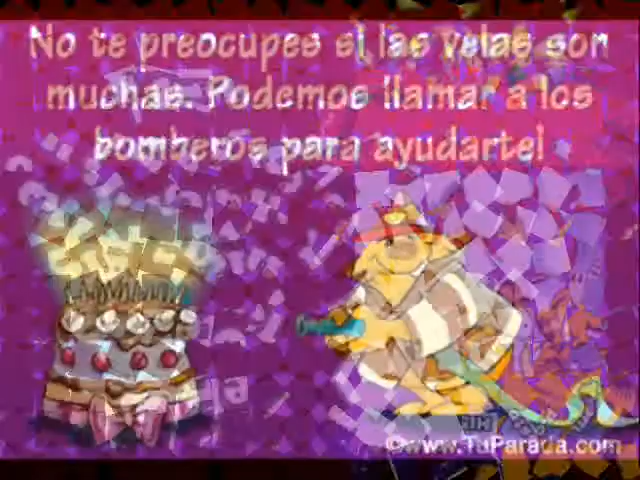 No te preocupes si las velas son
muchas. Podemos llamar a los
bomberos para ayudarte!
©www.TuParada.com